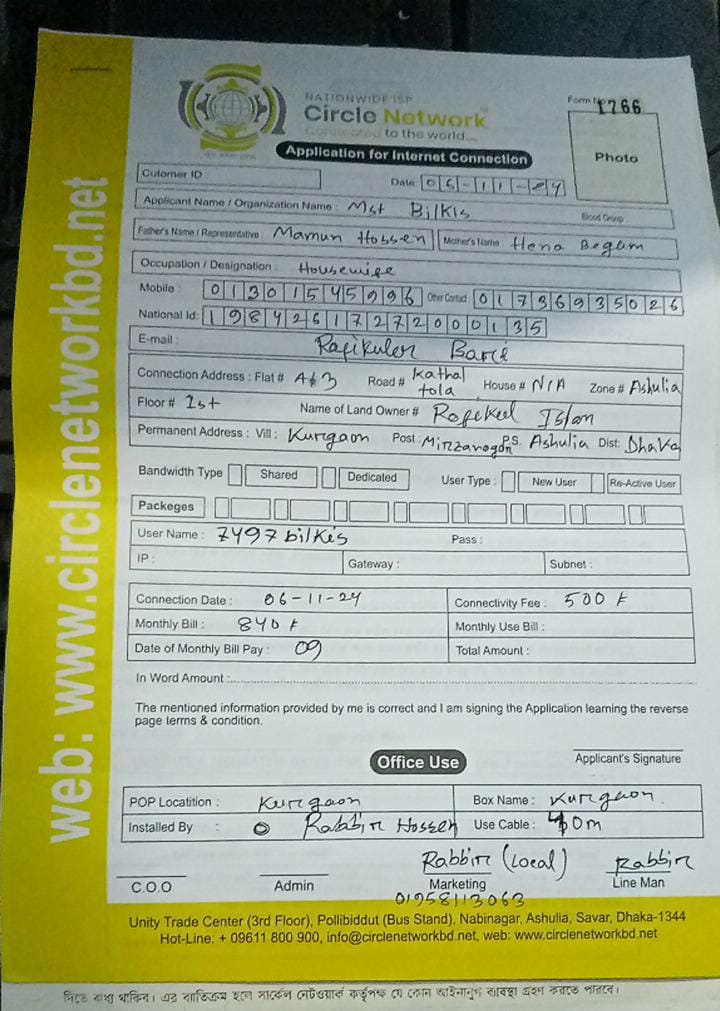 NATIONWIDE ISP
Circle Network
Connected to the world...
Form No 1766
Photo
Application for Internet Connection
Cutomer ID
Date: 06-11-24
Applicant Name / Organization Name : Mst Bilkis
Blood Group
Father's Name / Representative : Mamun Hossen Mother's Name Hena Begum
Occupation / Designation : Housewife
Mobile : 01301545996 Other Contact 01736935026
National Id: 19842617272000135
E-mail :
Connection Address : Flat # A#3 Road # Kathal tola House # N/A Zone # Ashulia
Floor # 1st Name of Land Owner # Rofekul Islam
Permanent Address : Vill : Kurgaon Post : Mirzanogor P.S. Ashulia Dist: Dhaka
Bandwidth Type Shared Dedicated User Type : New User Re-Active User
Packeges
User Name : 7497bilkis Pass :
IP : Gateway : Subnet :
Connection Date : 06-11-24 Connectivity Fee : 500 t
Monthly Bill : 840 t Monthly Use Bill :
Date of Monthly Bill Pay : 09 Total Amount :
In Word Amount :
The mentioned information provided by me is correct and I am signing the Application learning the reverse
page terms & condition.
Applicant's Signature
Office Use
POP Locatition : Kurgaon Box Name : Kurgaon
Installed By : Rabbir Hossen Use Cable : 40m
Rabbir (Local) Rabbir
C.O.O Admin Marketing Line Man
01958113063
Unity Trade Center (3rd Floor), Pollibiddut (Bus Stand), Nabinagar, Ashulia, Savar, Dhaka-1344
Hot-Line: + 09611 800 900, info@circlenetworkbd.net, web: www.circlenetworkbd.net
web: www.circlenetworkbd.net
দিতে বাধ্য থাকিব। এর ব্যতিক্রম হলে সার্কেল নেটওয়ার্ক কর্তৃপক্ষ যে কোন আইনানুগ ব্যবস্থা গ্রহণ করতে পারবে।